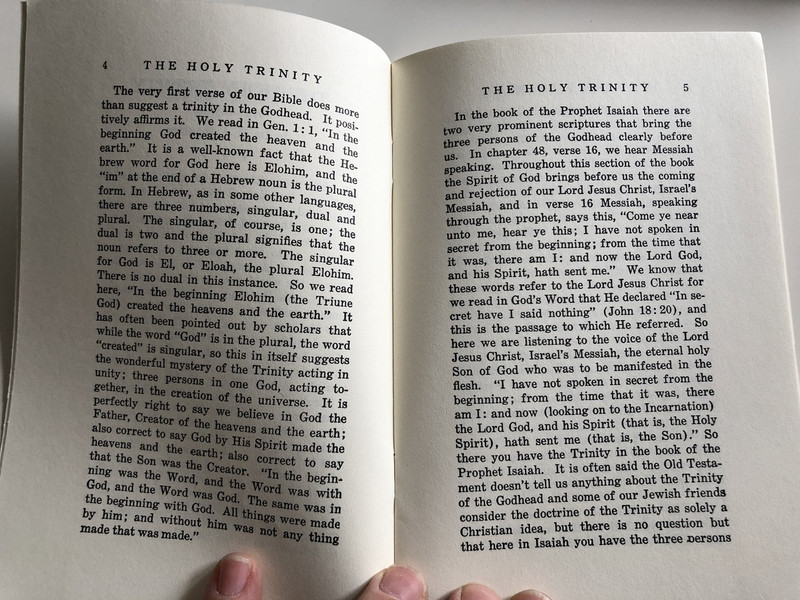 4 THE HOLY TRINITY
The very first verse of our Bible does more
than suggest a trinity in the Godhead. It posi-
tively affirms it. We read in Gen. 1:1, "In the
beginning God created the heaven and the
earth." It is a well-known fact that the He-
brew word for God here is Elohim, and the
"im" at the end of a Hebrew noun is the plural
form. In Hebrew, as in some other languages,
there are three numbers, singular, dual and
plural. The singular, of course, is one; the
dual is two and the plural signifies that the
noun refers to three or more. The singular
for God is El, or Eloah, the plural Elohim.
There is no dual in this instance. So we read
here, "In the beginning Elohim (the Triune
God) created the heavens and the earth." It
has often been pointed out by scholars that
while the word "God" is in the plural, the word
"created" is singular, so this in itself suggests
the wonderful mystery of the Trinity acting in
unity; three persons in one God, acting to-
gether, in the creation of the universe. It is
perfectly right to say we believe in God the
Father, Creator of the heavens and the earth;
also correct to say God by His Spirit made the
heavens and the earth; also correct to say
that the Son was the Creator. "In the begin-
ning was the Word, and the Word was with
God, and the Word was God. The same was in
the beginning with God. All things were made
by him; and without him was not any thing
made that was made."
THE HOLY TRINITY 5
In the book of the Prophet Isaiah there are
two very prominent scriptures that bring the
three persons of the Godhead clearly before
us. In chapter 48, verse 16, we hear Messiah
speaking. Throughout this section of the book
the Spirit of God brings before us the coming
and rejection of our Lord Jesus Christ, Israel's
Messiah, and in verse 16 Messiah, speaking
through the prophet, says this, "Come ye near
unto me, hear ye this; I have not spoken in
secret from the beginning; from the time that
it was, there am I: and now the Lord God,
and his Spirit, hath sent me." We know that
these words refer to the Lord Jesus Christ for
we read in God's Word that He declared "In se-
cret have I said nothing" (John 18:20), and
this is the passage to which He referred. So
here we are listening to the voice of the Lord
Jesus Christ, Israel's Messiah, the eternal holy
Son of God who was to be manifested in the
flesh. "I have not spoken in secret from the
beginning; from the time that it was, there
am I: and now (looking on to the Incarnation)
the Lord God, and his Spirit (that is, the Holy
Spirit), hath sent me (that is, the Son)." So
there you have the Trinity in the book of the
Prophet Isaiah. It is often said the Old Testa-
ment doesn't tell us anything about the Trinity
of the Godhead and some of our Jewish friends
consider the doctrine of the Trinity as solely a
Christian idea, but there is no question but
that here in Isaiah you have the three persons